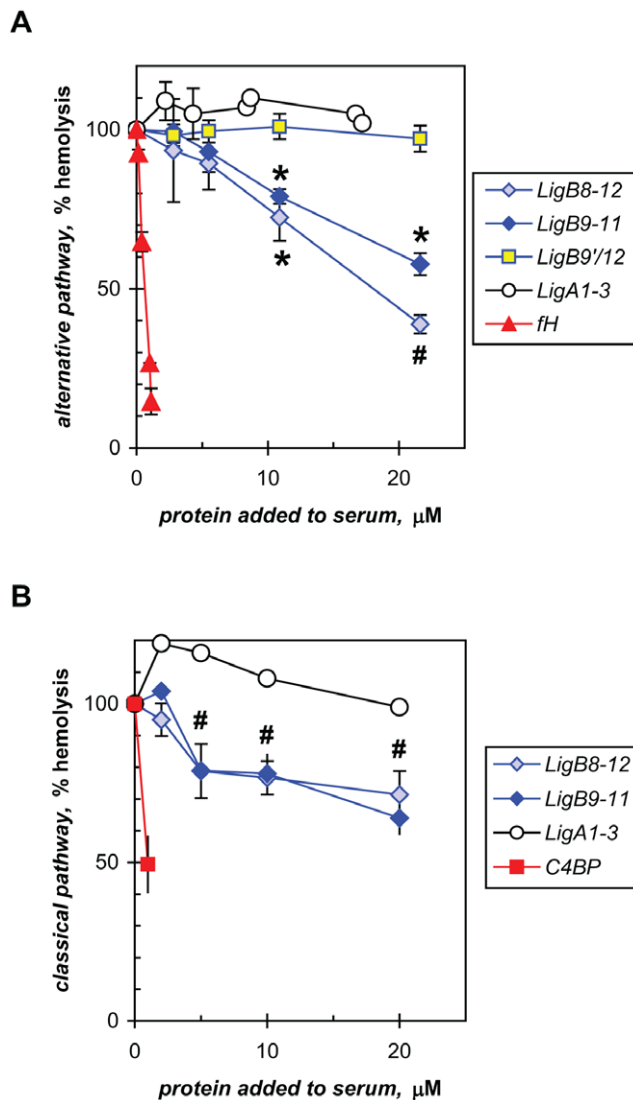 A
alternative pathway, % hemolysis
100
50
0
*
*
*
#
0
10
20
protein added to serum, μM
LigB8-12
LigB9-11
LigB9'/12
LigA1-3
fH
B
classical pathway, % hemolysis
100
50
0
#
#
#
0
10
20
protein added to serum, μM
LigB8-12
LigB9-11
LigA1-3
C4BP